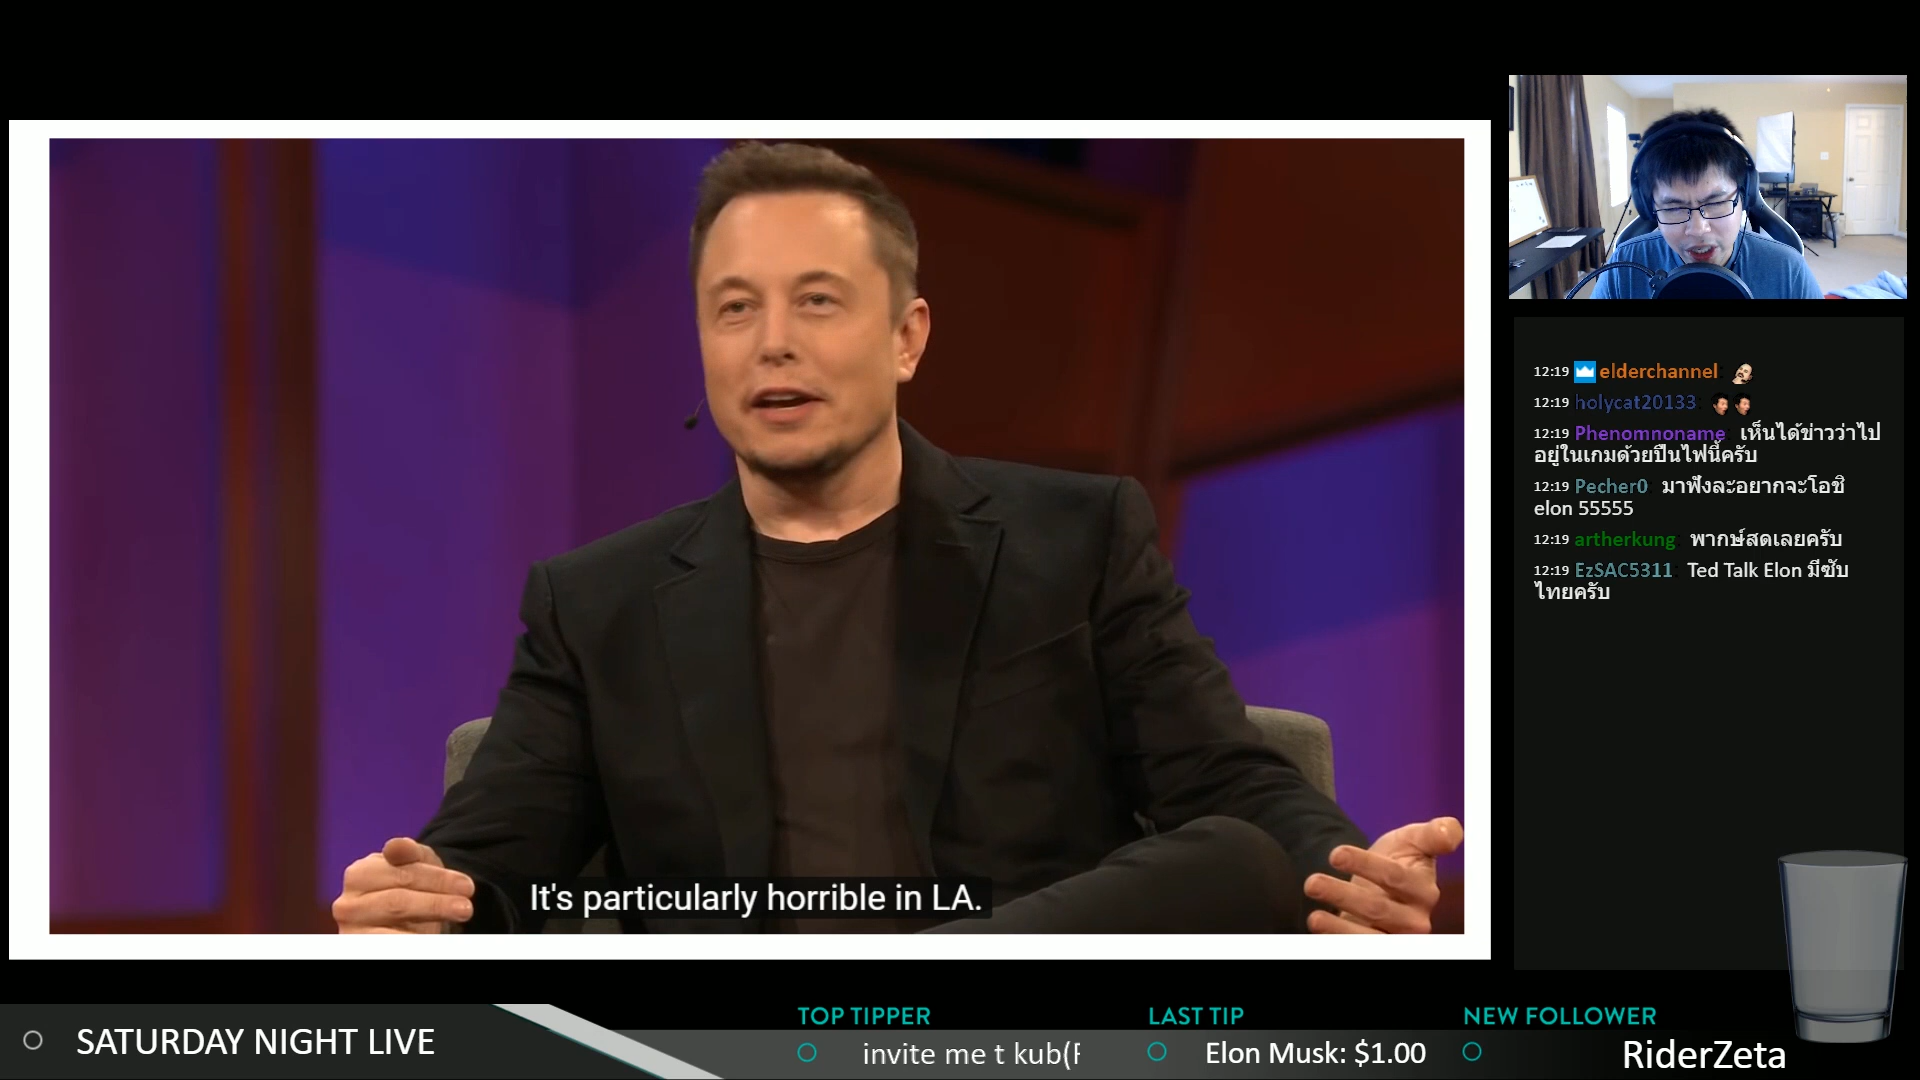 It's particularly horrible in LA.
12:19 elderchannel
12:19 holycat20133
12:19 Phenomnoname เห็นได้ข่าวว่าไป
อยู่ในเกมด้วยปืนไฟนี้ครับ
12:19 Pecher0 มาฟังละอยากจะโอชิ
elon 55555
12:19 artherkung พากษ์สดเลยครับ
12:19 EzSAC5311 Ted Talk Elon มีซับ
ไทยครับ
SATURDAY NIGHT LIVE
TOP TIPPER
invite me t kub(F
LAST TIP
Elon Musk: $1.00
NEW FOLLOWER
RiderZeta